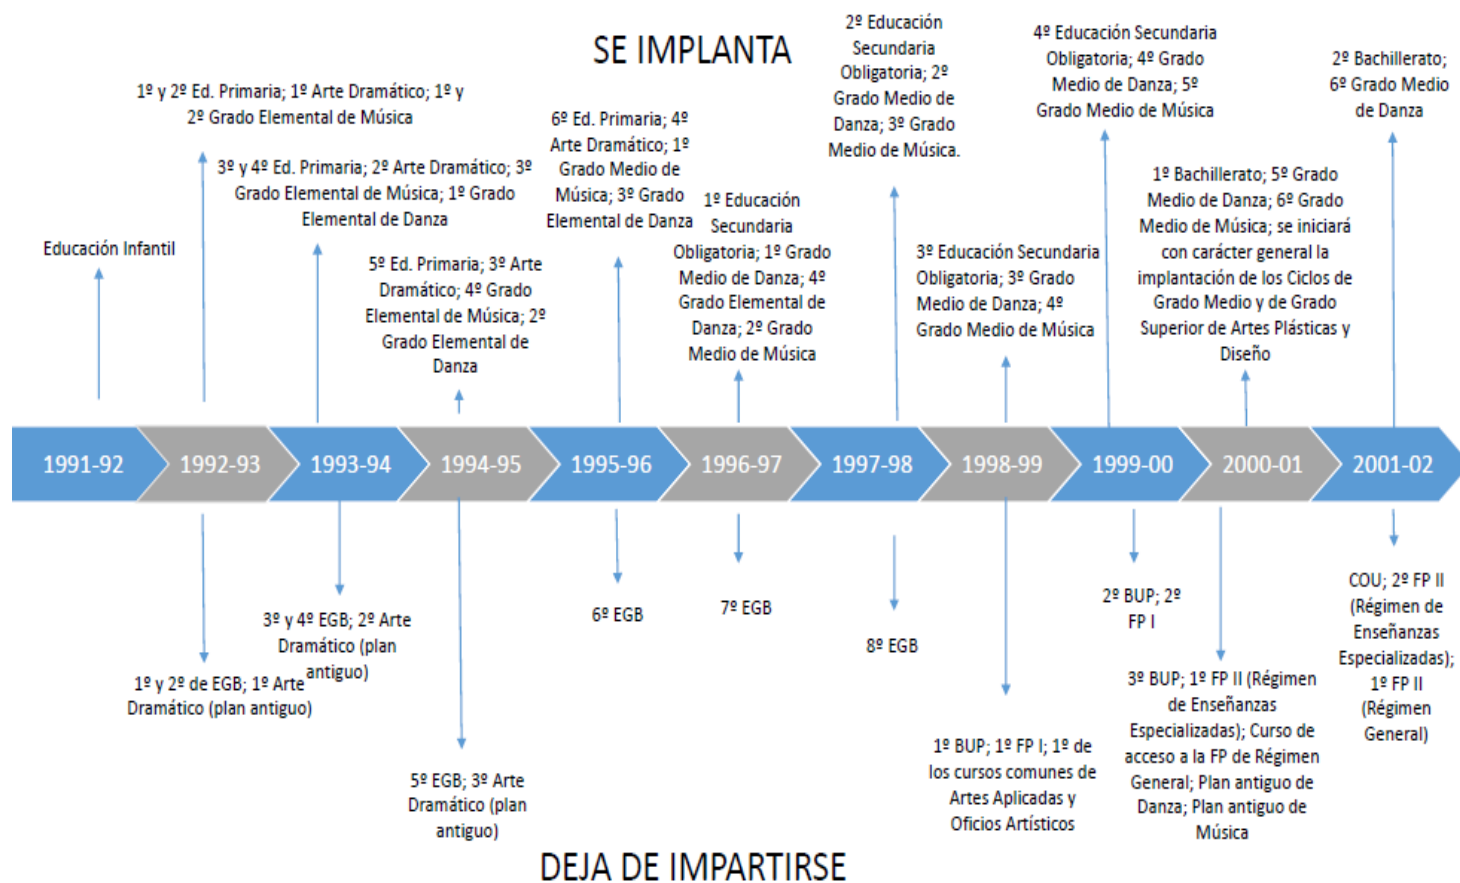 SE IMPLANTA
1º y 2º Ed. Primaria; 1º Arte Dramático; 1º y
2º Grado Elemental de Música
3º y 4º Ed. Primaria; 2º Arte Dramático; 3º
Grado Elemental de Música; 1º Grado
Elemental de Danza
Educación Infantil
5º Ed. Primaria; 3º Arte
Dramático; 4º Grado
Elemental de Música; 2º
Grado Elemental de
Danza
6º Ed. Primaria; 4º
Arte Dramático; 1º
Grado Medio de
Música; 3º Grado
Elemental de Danza
1º Educación
Secundaria
Obligatoria; 1º Grado
Medio de Danza; 4º
Grado Elemental de
Danza; 2º Grado
Medio de Música
2º Educación
Secundaria
Obligatoria; 2º
Grado Medio de
Danza; 3º Grado
Medio de Música.
3º Educación Secundaria
Obligatoria; 3º Grado
Medio de Danza; 4º
Grado Medio de Música
4º Educación Secundaria
Obligatoria; 4º Grado
Medio de Danza; 5º
Grado Medio de Música
1º Bachillerato; 5º Grado
Medio de Danza; 6º Grado
Medio de Música; se iniciará
con carácter general la
implantación de los Ciclos de
Grado Medio y de Grado
Superior de Artes Plásticas y
Diseño
2º Bachillerato;
6º Grado Medio
de Danza
1991-92
1992-93
1993-94
1994-95
1995-96
1996-97
1997-98
1998-99
1999-00
2000-01
2001-02
1º y 2º de EGB; 1º Arte
Dramático (plan antiguo)
3º y 4º EGB; 2º Arte
Dramático (plan
antiguo)
5º EGB; 3º Arte
Dramático (plan
antiguo)
6º EGB
7º EGB
8º EGB
1º BUP; 1º FP I; 1º de
los cursos comunes de
Artes Aplicadas y
Oficios Artísticos
2º BUP; 2º
FP I
3º BUP; 1º FP II (Régimen
de Enseñanzas
Especializadas); Curso de
acceso a la FP de Régimen
General; Plan antiguo de
Danza; Plan antiguo de
Música
COU; 2º FP II
(Régimen de
Enseñanzas
Especializadas);
1º FP II
(Régimen
General)
DEJA DE IMPARTIRSE